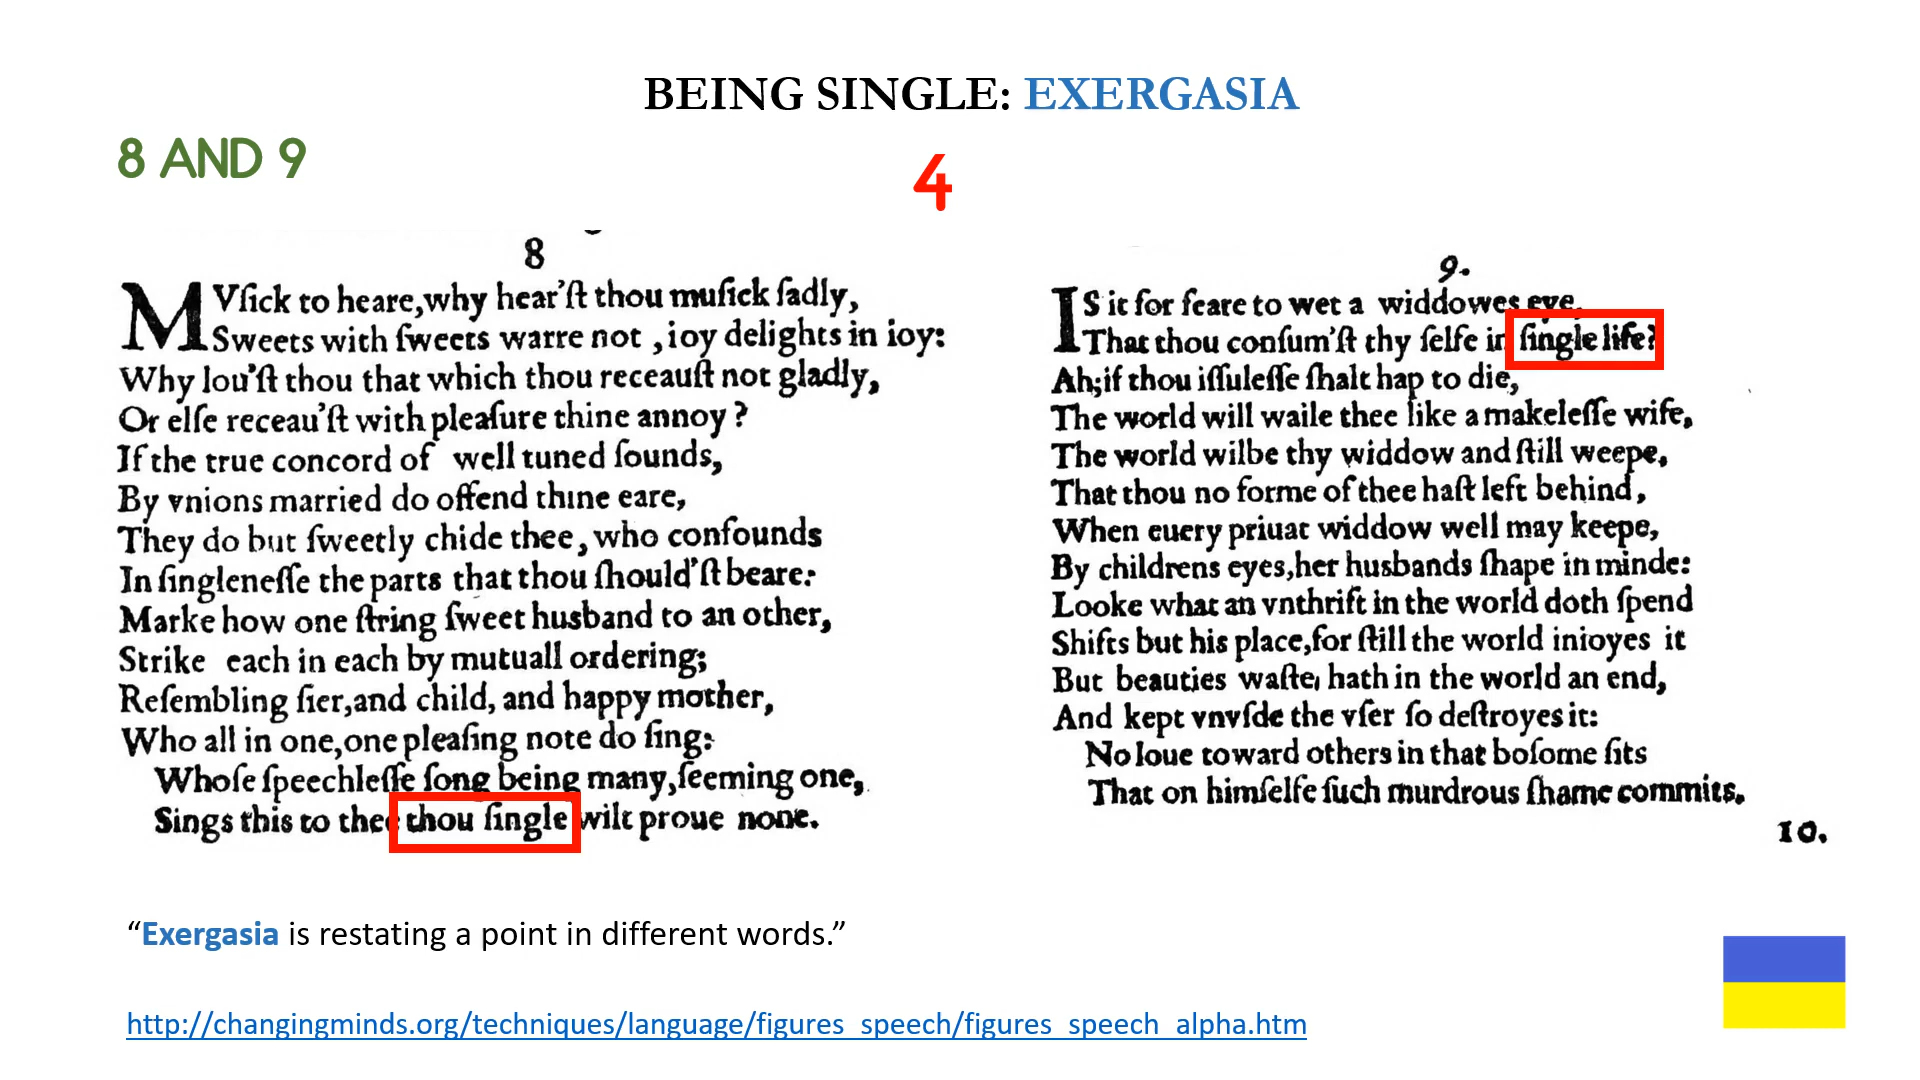 BEING SINGLE: EXERGASIA
8 AND 9
4
8
MVſick to heare,why hear'ſt thou muſick ſadly,
Sweets with ſweets warre not ,ioy delights in ioy:
Why lou'ſt thou that which thou receauſt not gladly,
Or elſe receau'ſt with pleaſure thine annoy?
If the true concord of well tuned ſounds,
By vnions married do offend thine eare,
They do but ſweetly chide thee, who confounds
In ſingleneſſe the parts that thou ſhould'ſt beare:
Marke how one ſtring ſweet husband to an other,
Strike each in each by mutuall ordering;
Reſembling ſier,and child, and happy mother,
Who all in one,one pleaſing note do ſing:
Whoſe ſpeechleſſe ſong being many,ſeeming one,
Sings this to thee thou ſingle wilt proue none.
9.
IS it for feare to wet a widdowes eye,
That thou conſum'ſt thy ſelfe in ſingle life?
Ah;if thou iſſuleſſe ſhalt hap to die,
The world will waile thee like a makeleſſe wife,
The world wilbe thy widdow and ſtill weepe,
That thou no forme of thee haſt left behind,
When euery priuat widdow well may keepe,
By childrens eyes,her husbands ſhape in minde:
Looke what an vnthrift in the world doth ſpend
Shifts but his place,for ſtill the world inioyes it
But beauties waſte, hath in the world an end,
And kept vnvſde the vſer ſo deſtroyes it:
No loue toward others in that boſome ſits
That on himſelfe ſuch murdrous ſhame commits.
10.
“Exergasia is restating a point in different words.”
http://changingminds.org/techniques/language/figures_speech/figures_speech_alpha.htm